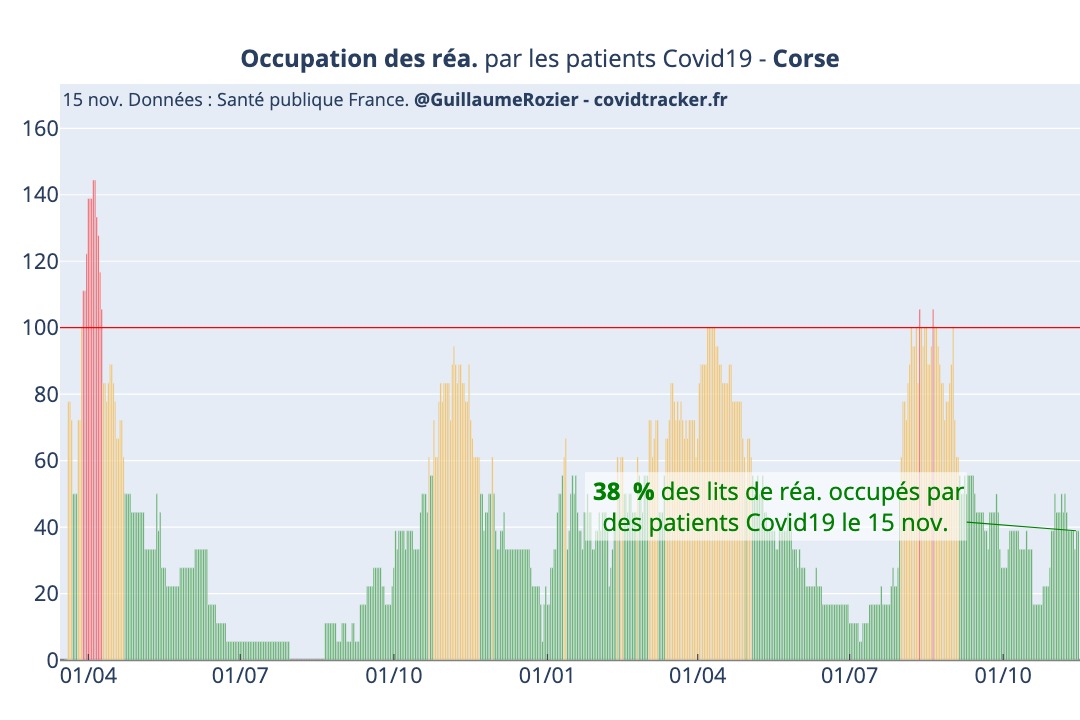 Occupation des réa. par les patients Covid19 - Corse
15 nov. Données : Santé publique France. @GuillaumeRozier - covidtracker.fr
160
140
120
100
80
60
38 % des lits de réa. occupés par
des patients Covid19 le 15 nov.
40
20
0
01/04 01/07 01/10 01/01 01/04 01/07 01/10